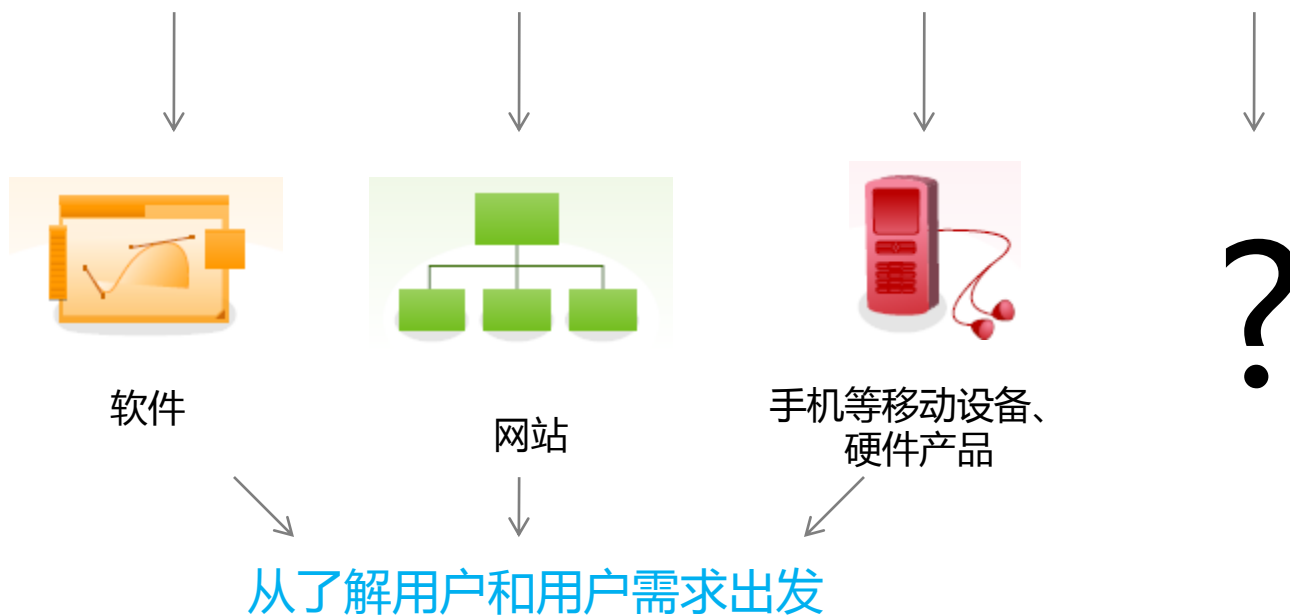 ?
软件
网站
手机等移动设备、
硬件产品
从了解用户和用户需求出发